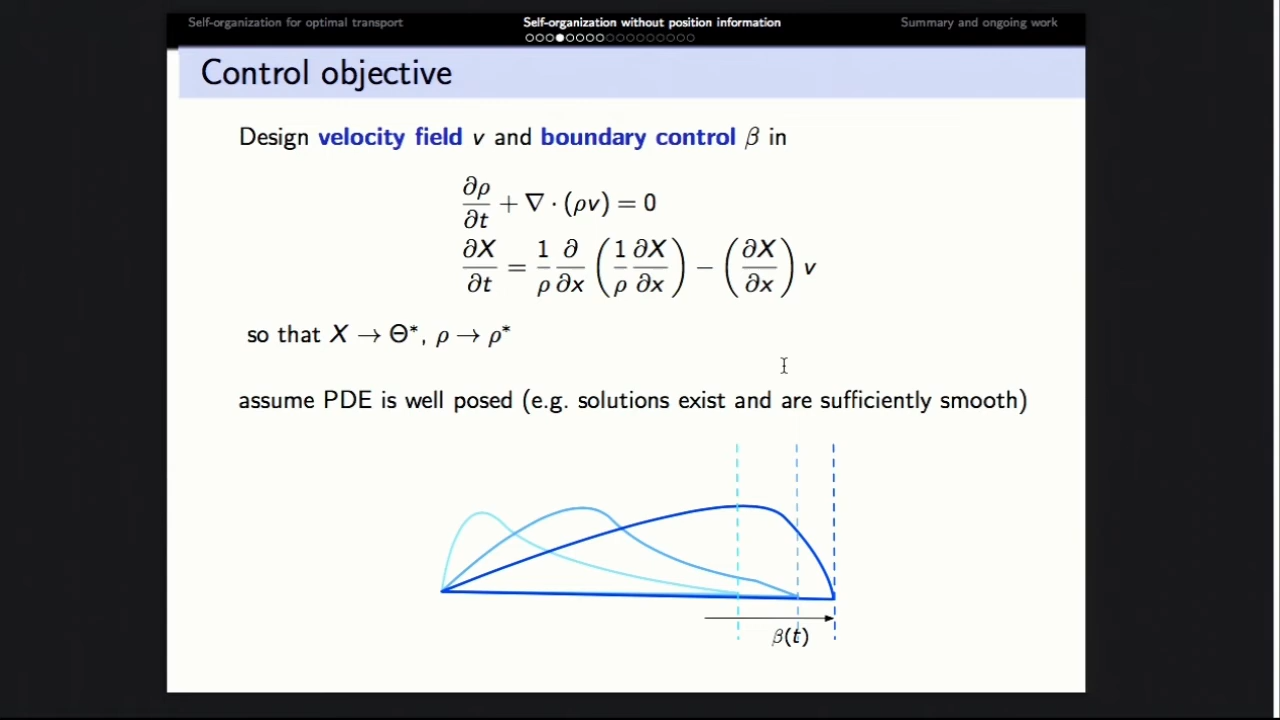 Self-organization for optimal transport
Self-organization without position information
Summary and ongoing work
Control objective
Design velocity field v and boundary control β in
∂ρ/∂t + ∇ · (ρv) = 0
∂X/∂t = 1/ρ ∂/∂x (1/ρ ∂X/∂x) − (∂X/∂x) v
so that X → Θ*, ρ → ρ*
assume PDE is well posed (e.g. solutions exist and are sufficiently smooth)
β(t)